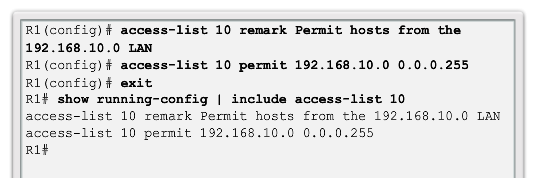 R1(config)# access-list 10 remark Permit hosts from the
192.168.10.0 LAN
R1(config)# access-list 10 permit 192.168.10.0 0.0.0.255
R1(config)# exit
R1# show running-config | include access-list 10
access-list 10 remark Permit hosts from the 192.168.10.0 LAN
access-list 10 permit 192.168.10.0 0.0.0.255
R1#